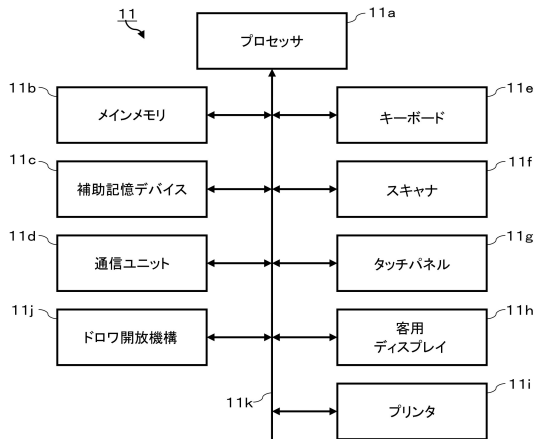 11
11a
プロセッサ
11b
メインメモリ
11e
キーボード
11c
補助記憶デバイス
11f
スキャナ
11d
通信ユニット
11g
タッチパネル
11j
ドロワ開放機構
11h
客用
ディスプレイ
11k
11i
プリンタ